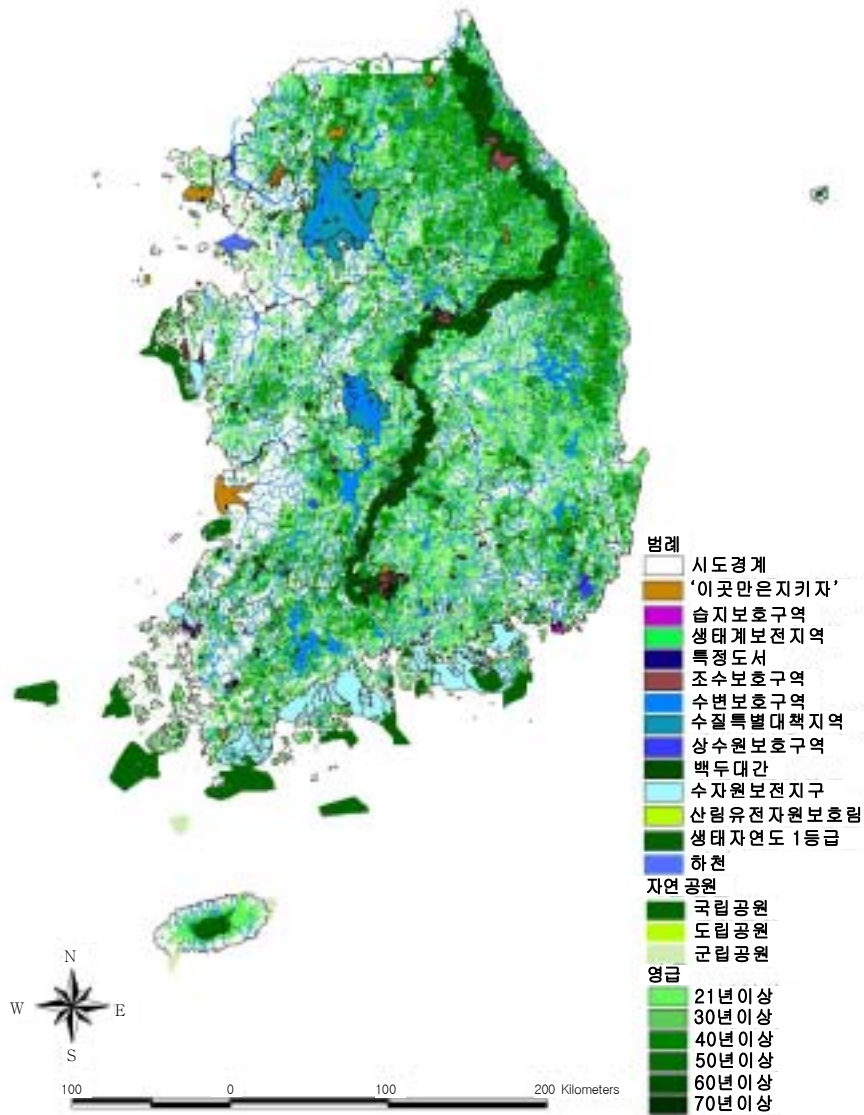 범례
시도경계
‘이곳만은지키자’
습지보호구역
생태계보전지역
특정도서
조수보호구역
수변보호구역
수질특별대책지역
상수원보호구역
백두대간
수자원보전지구
산림유전자원보호림
생태자연도 1등급
하천
자연 공원
국립공원
도립공원
군립공원
영급
21년이상
30년이상
40년이상
50년이상
60년이상
70년이상
N
W E
S
100 0 100 200 Kilometers